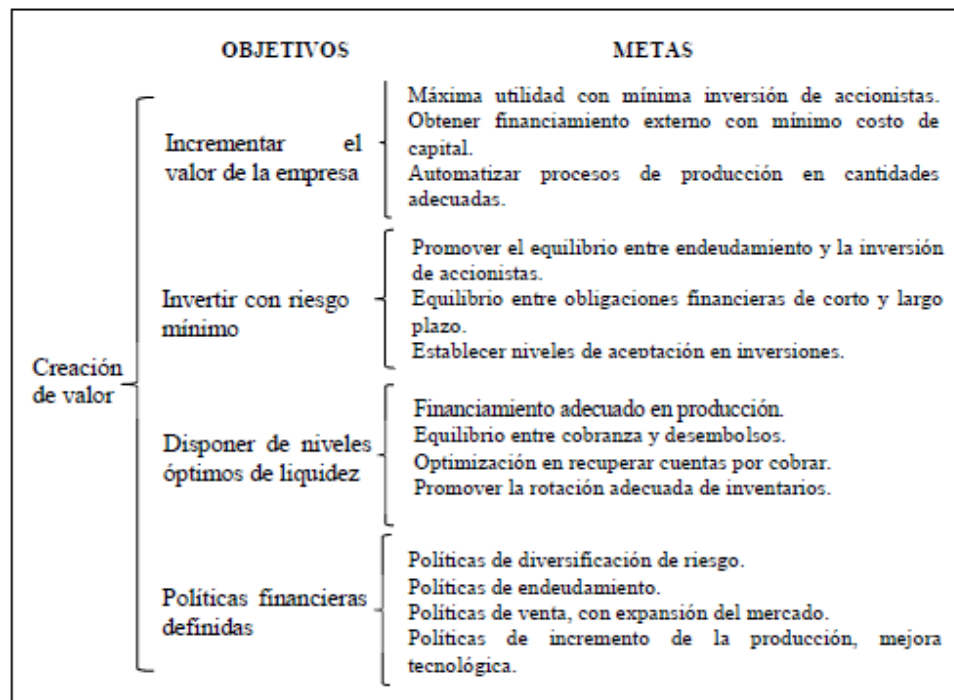 OBJETIVOS METAS
Máxima utilidad con mínima inversión de accionistas.
Obtener financiamiento externo con mínimo costo de
capital.
Automatizar procesos de producción en cantidades
adecuadas.
Incrementar el
valor de la empresa
Promover el equilibrio entre endeudamiento y la inversión
de accionistas.
Equilibrio entre obligaciones financieras de corto y largo
plazo.
Establecer niveles de aceptación en inversiones.
Invertir con riesgo
mínimo
Creación
de valor
Financiamiento adecuado en producción.
Equilibrio entre cobranza y desembolsos.
Optimización en recuperar cuentas por cobrar.
Promover la rotación adecuada de inventarios.
Disponer de niveles
óptimos de liquidez
Políticas de diversificación de riesgo.
Políticas de endeudamiento.
Políticas de venta, con expansión del mercado.
Políticas de incremento de la producción, mejora
tecnológica.
Políticas financieras
definidas